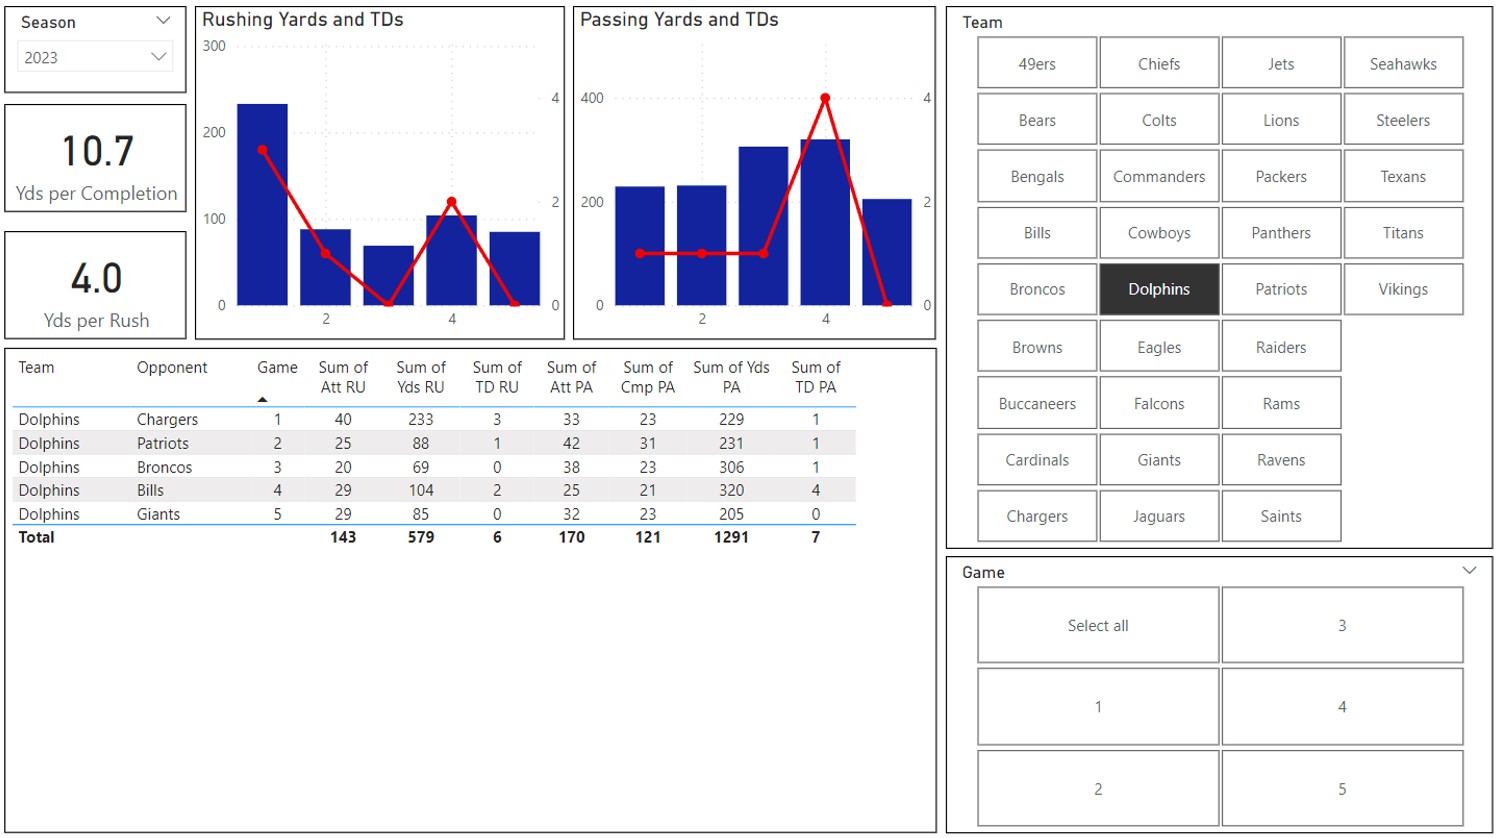 Season
2023
10.7
Yds per Completion
4.0
Yds per Rush
Rushing Yards and TDs
300
200
100
0
4
2
0
2
4
Passing Yards and TDs
400
200
0
4
2
0
2
4
Team Opponent Game Sum of Att RU Sum of Yds RU Sum of TD RU Sum of Att PA Sum of Cmp PA Sum of Yds PA Sum of TD PA
Dolphins Chargers 1 40 233 3 33 23 229 1
Dolphins Patriots 2 25 88 1 42 31 231 1
Dolphins Broncos 3 20 69 0 38 23 306 1
Dolphins Bills 4 29 104 2 25 21 320 4
Dolphins Giants 5 29 85 0 32 23 205 0
Total 143 579 6 170 121 1291 7
Team
49ers Chiefs Jets Seahawks
Bears Colts Lions Steelers
Bengals Commanders Packers Texans
Bills Cowboys Panthers Titans
Broncos Dolphins Patriots Vikings
Browns Eagles Raiders
Buccaneers Falcons Rams
Cardinals Giants Ravens
Chargers Jaguars Saints
Game
Select all 3
1 4
2 5